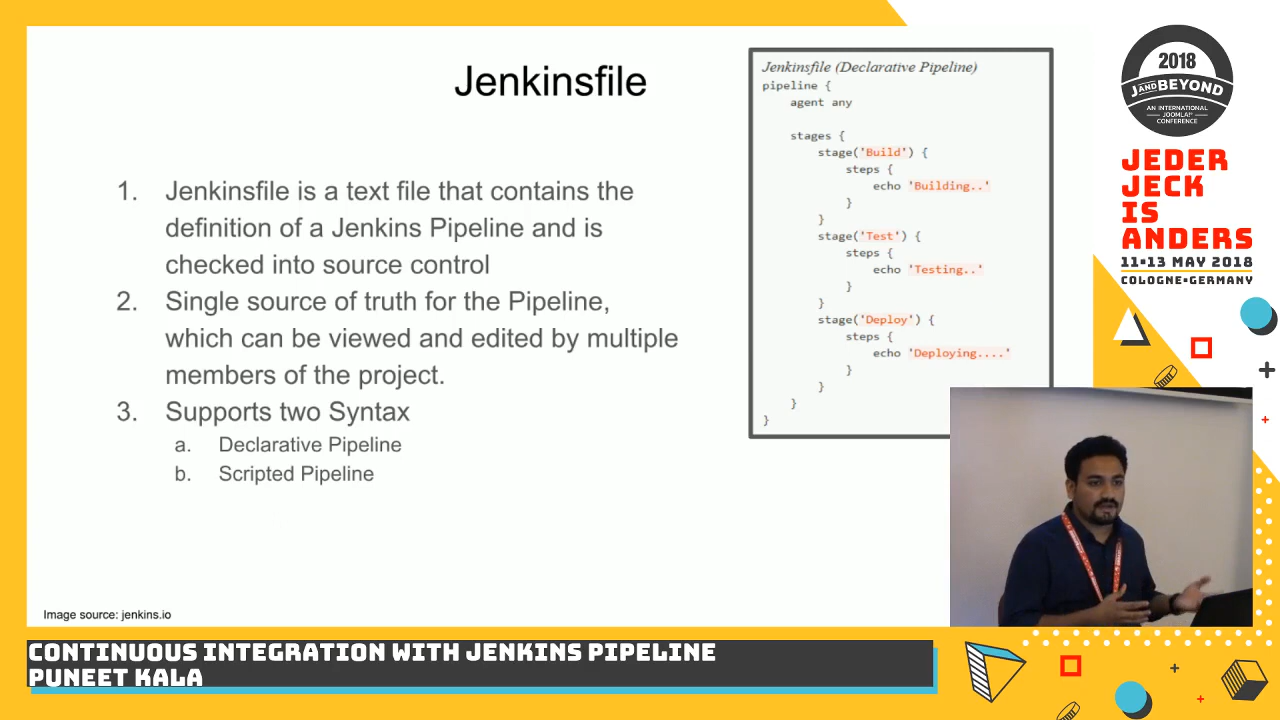 Jenkinsfile
1. Jenkinsfile is a text file that contains the
definition of a Jenkins Pipeline and is
checked into source control
2. Single source of truth for the Pipeline,
which can be viewed and edited by multiple
members of the project.
3. Supports two Syntax
a. Declarative Pipeline
b. Scripted Pipeline
Image source: jenkins.io
Jenkinsfile (Declarative Pipeline)
pipeline {
agent any
stages {
stage('Build') {
steps {
echo 'Building..'
}
}
stage('Test') {
steps {
echo 'Testing..'
}
}
stage('Deploy') {
steps {
echo 'Deploying....'
}
}
}
}
2018
J AND BEYOND
AN INTERNATIONAL
JOOMLA!
CONFERENCE
JEDER
JECK
IS
ANDERS
11-13 MAY 2018
COLOGNE-GERMANY
CONTINUOUS INTEGRATION WITH JENKINS PIPELINE
PUNEET KALA